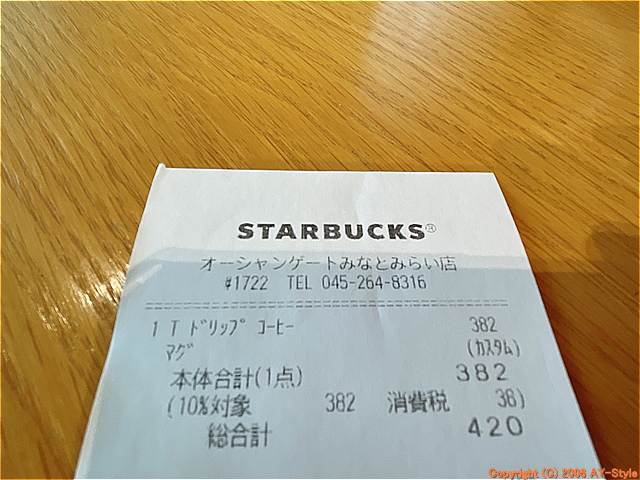 STARBUCKS®
オーシャンゲートみなとみらい店
#1722 TEL 045-264-8316
1 T ﾄﾞﾘｯﾌﾟ ｺｰﾋｰ 382
ﾏｸﾞ (ｶｽﾀﾑ)
本体合計(1点) 382
(10%対象 382 消費税 38)
総合計 420
Copyright (C) 2006 AY-Style